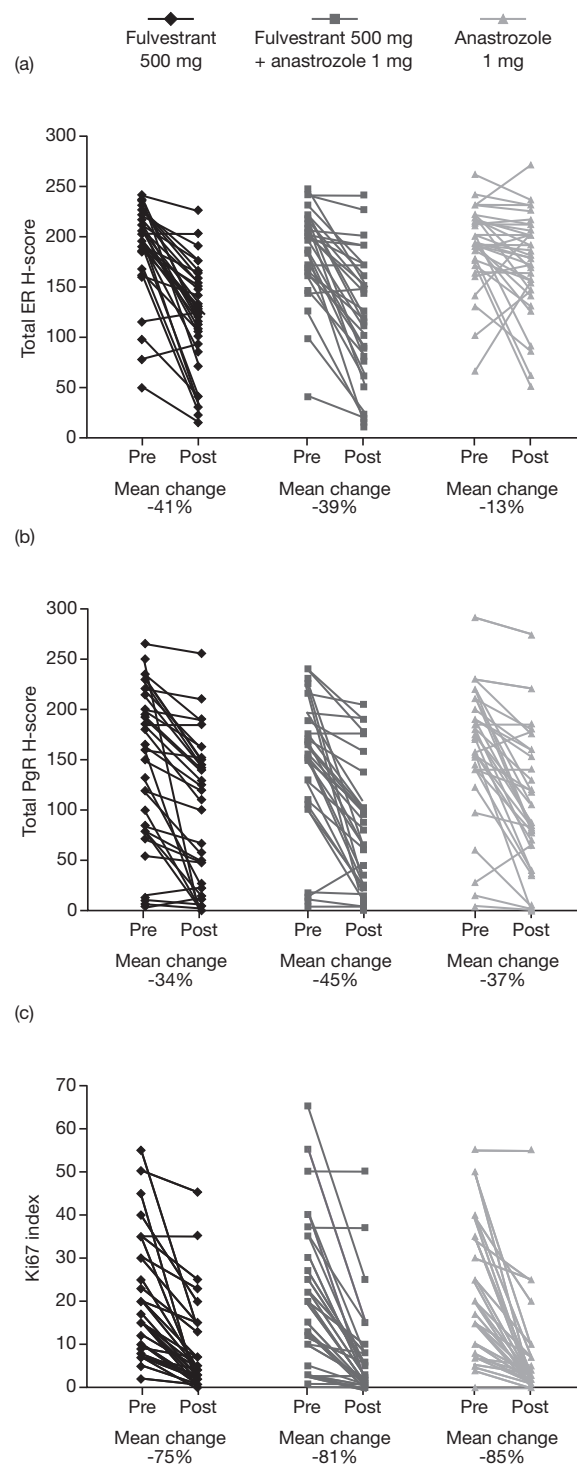 Fulvestrant 500 mg
Fulvestrant 500 mg + anastrozole 1 mg
Anastrozole 1 mg
(a)
Total ER H-score
300
250
200
150
100
50
0
Pre Post Pre Post Pre Post
Mean change -41%
Mean change -39%
Mean change -13%
(b)
Total PgR H-score
300
250
200
150
100
50
0
Pre Post Pre Post Pre Post
Mean change -34%
Mean change -45%
Mean change -37%
(c)
Ki67 index
70
60
50
40
30
20
10
0
Pre Post Pre Post Pre Post
Mean change -75%
Mean change -81%
Mean change -85%